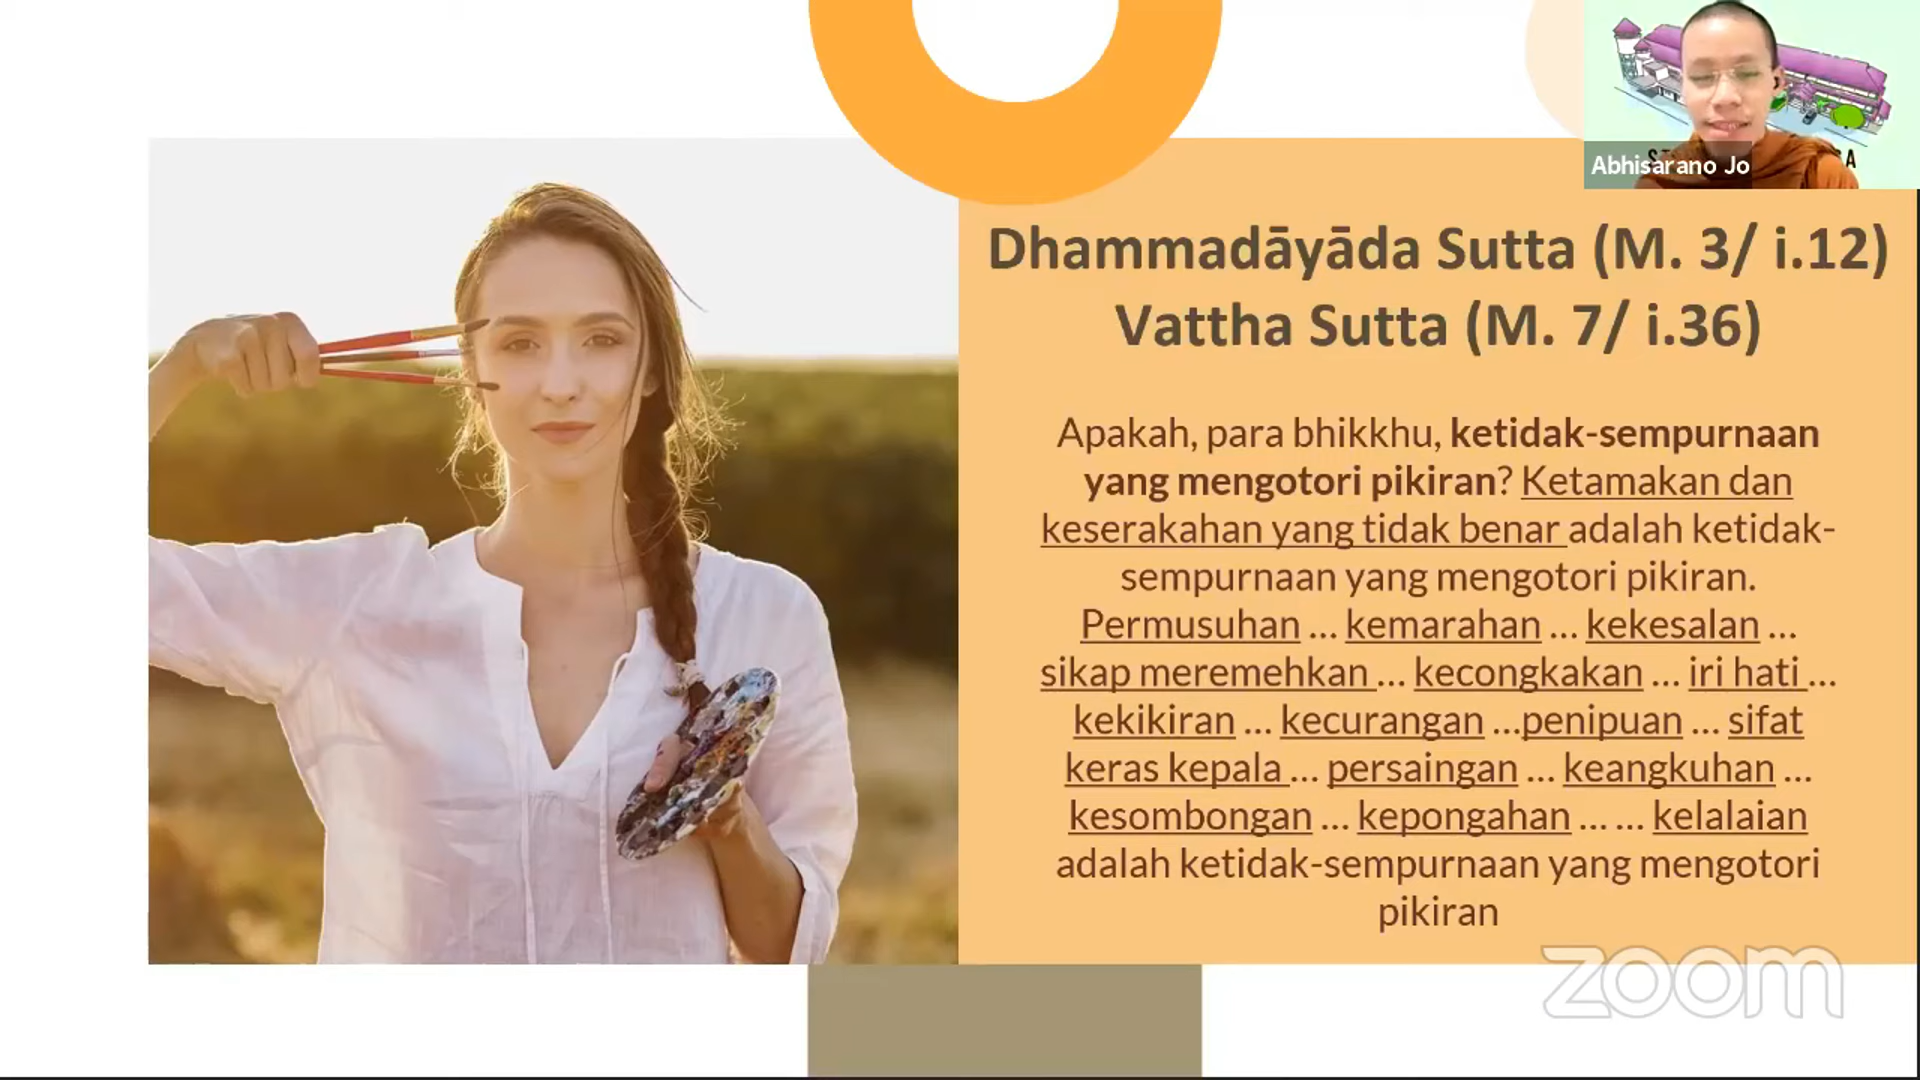 Abhisarano Jo
Dhammadāyāda Sutta (M. 3/ i.12)
Vattha Sutta (M. 7/ i.36)
Apakah, para bhikkhu, ketidak-sempurnaan
yang mengotori pikiran? Ketamakan dan
keserakahan yang tidak benar adalah ketidak-
sempurnaan yang mengotori pikiran.
Permusuhan ... kemarahan ... kekesalan ...
sikap meremehkan ... kecongkakan ... iri hati ...
kekikiran ... kecurangan ...penipuan ... sifat
keras kepala ... persaingan ... keangkuhan ...
kesombongan ... kepongahan ... ... kelalaian
adalah ketidak-sempurnaan yang mengotori
pikiran
zoom